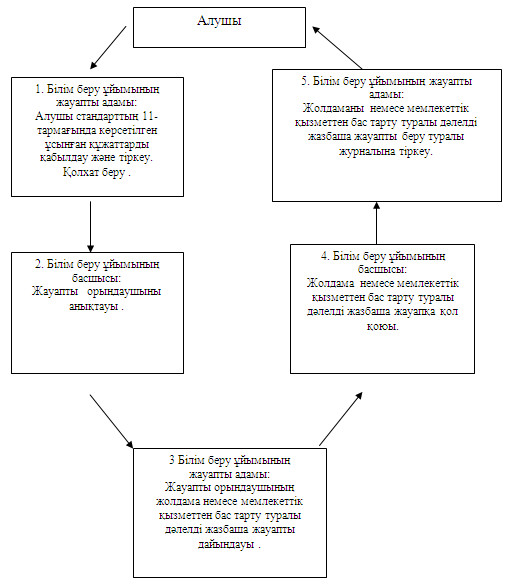 Алушы
1. Білім беру ұйымының
жауапты адамы:
Алушы стандарттын 11-
тармағында көрсетілген
ұсынған құжаттарды
қабылдау және тіркеу.
Қолхат беру .
2. Білім беру ұйымының
басшысы:
Жауапты орындаушыны
анықтауы .
3 Білім беру ұйымының
жауапты адамы:
Жауапты орындаушының
жолдама немесе мемлекеттік
қызметтен бас тарту туралы
дәлелді жазбаша жауапты
дайындауы .
4. Білім беру ұйымының
басшысы:
Жолдама немесе мемлекеттік
қызметтен бас тарту туралы
дәлелді жазбаша жауапқа қол
қоюы.
5. Білім беру ұйымының жауапты
адамы:
Жолдаманы немесе мемлекеттік
қызметтен бас тарту туралы дәлелді
жазбаша жауапты беру туралы
журналына тіркеу.